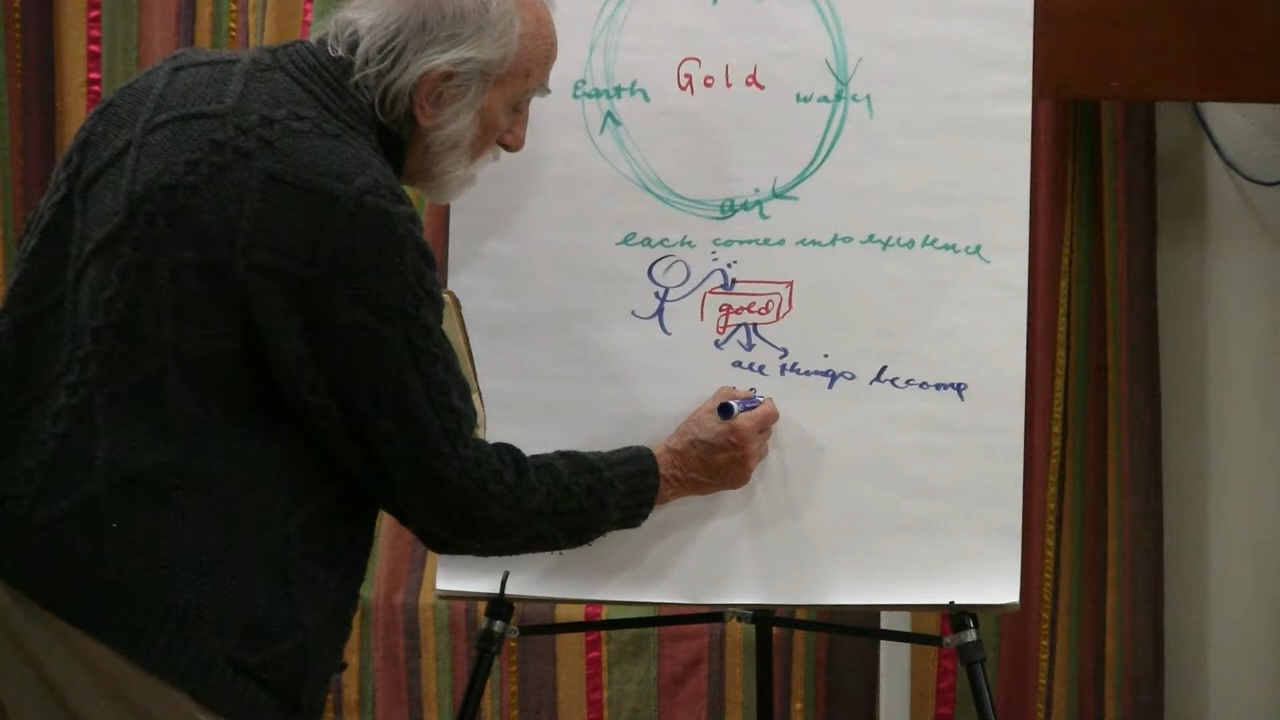 Earth Gold water
air
each comes into existence
gold
all things become